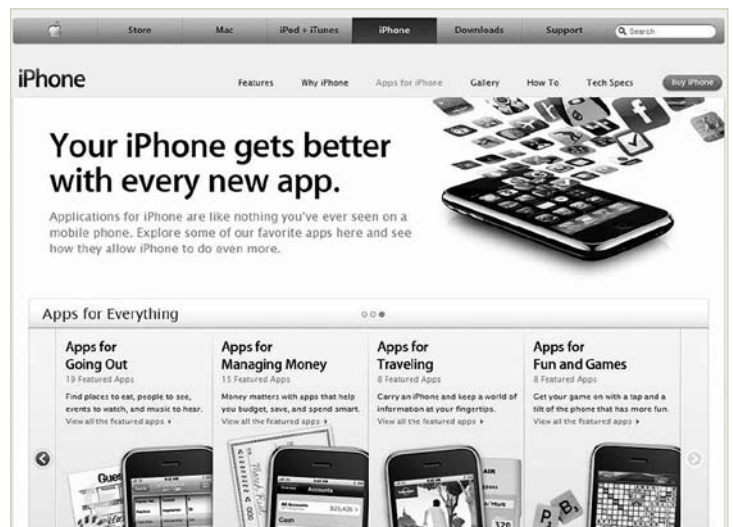 Store Mac iPod + iTunes iPhone Downloads Support Search
iPhone
Features Why iPhone Apps for iPhone Gallery How To Tech Specs Buy iPhone
Your iPhone gets better
with every new app.
Applications for iPhone are like nothing you've ever seen on a
mobile phone. Explore some of our favorite apps here and see
how they allow iPhone to do even more.
Apps for Everything
Apps for
Going Out
19 Featured Apps
Find places to eat, people to see,
events to watch, and music to hear.
View all the featured apps
Apps for
Managing Money
15 Featured Apps
Money matters with apps that help
you budget, save, and spend smart.
View all the featured apps
Apps for
Traveling
8 Featured Apps
Carry an iPhone and keep a world of
information at your fingertips.
View all the featured apps
Apps for
Fun and Games
8 Featured Apps
Get your game on with a tap and a
tilt of the phone that has more fun.
View all the featured apps
Accounts
$23,425
Cash